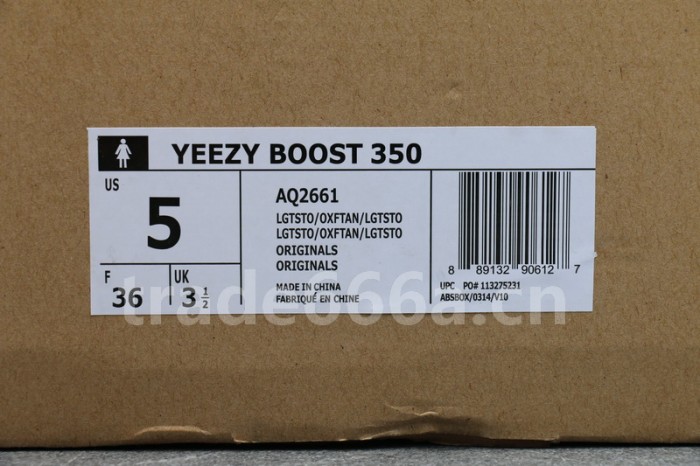 YEEZY BOOST 350
US
5
F
36
UK
3 1/2
AQ2661
LGTSTO/OXFTAN/LGTSTO
LGTSTO/OXFTAN/LGTSTO
ORIGINALS
ORIGINALS
MADE IN CHINA
FABRIQUÉ EN CHINE
8 89132 90612 7
UPC PO# 113275231
ABSBOX/0314/V10
trade666a.cn